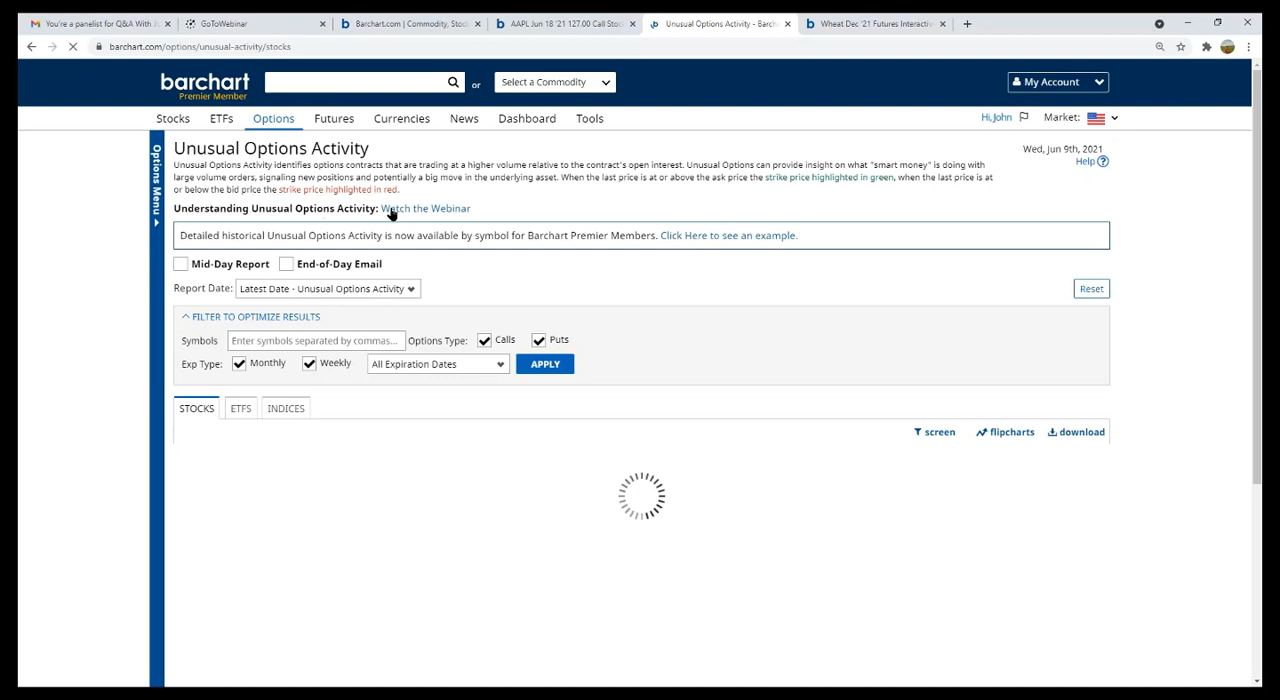 You're a panelist for Q&A With J
GoToWebinar
Barchart.com | Commodity, Stoc
AAPL Jun 18 '21 127.00 Call Stoc
Unusual Options Activity - Barch
Wheat Dec '21 Futures Interactiv
barchart.com/options/unusual-activity/stocks
barchart
Premier Member
or
Select a Commodity
My Account
Stocks ETFs Options Futures Currencies News Dashboard Tools
Hi, John
Market:
Options Menu
Unusual Options Activity
Wed, Jun 9th, 2021
Help ?
Unusual Options Activity identifies options contracts that are trading at a higher volume relative to the contract's open interest. Unusual Options can provide insight on what "smart money" is doing with
large volume orders, signaling new positions and potentially a big move in the underlying asset. When the last price is at or above the ask price the strike price highlighted in green, when the last price is at
or below the bid price the strike price highlighted in red.
Understanding Unusual Options Activity: Watch the Webinar
Detailed historical Unusual Options Activity is now available by symbol for Barchart Premier Members. Click Here to see an example.
Mid-Day Report End-of-Day Email
Report Date: Latest Date - Unusual Options Activity
Reset
FILTER TO OPTIMIZE RESULTS
Symbols Enter symbols separated by commas... Options Type: Calls Puts
Exp Type: Monthly Weekly All Expiration Dates APPLY
STOCKS ETFS INDICES
screen flipcharts download